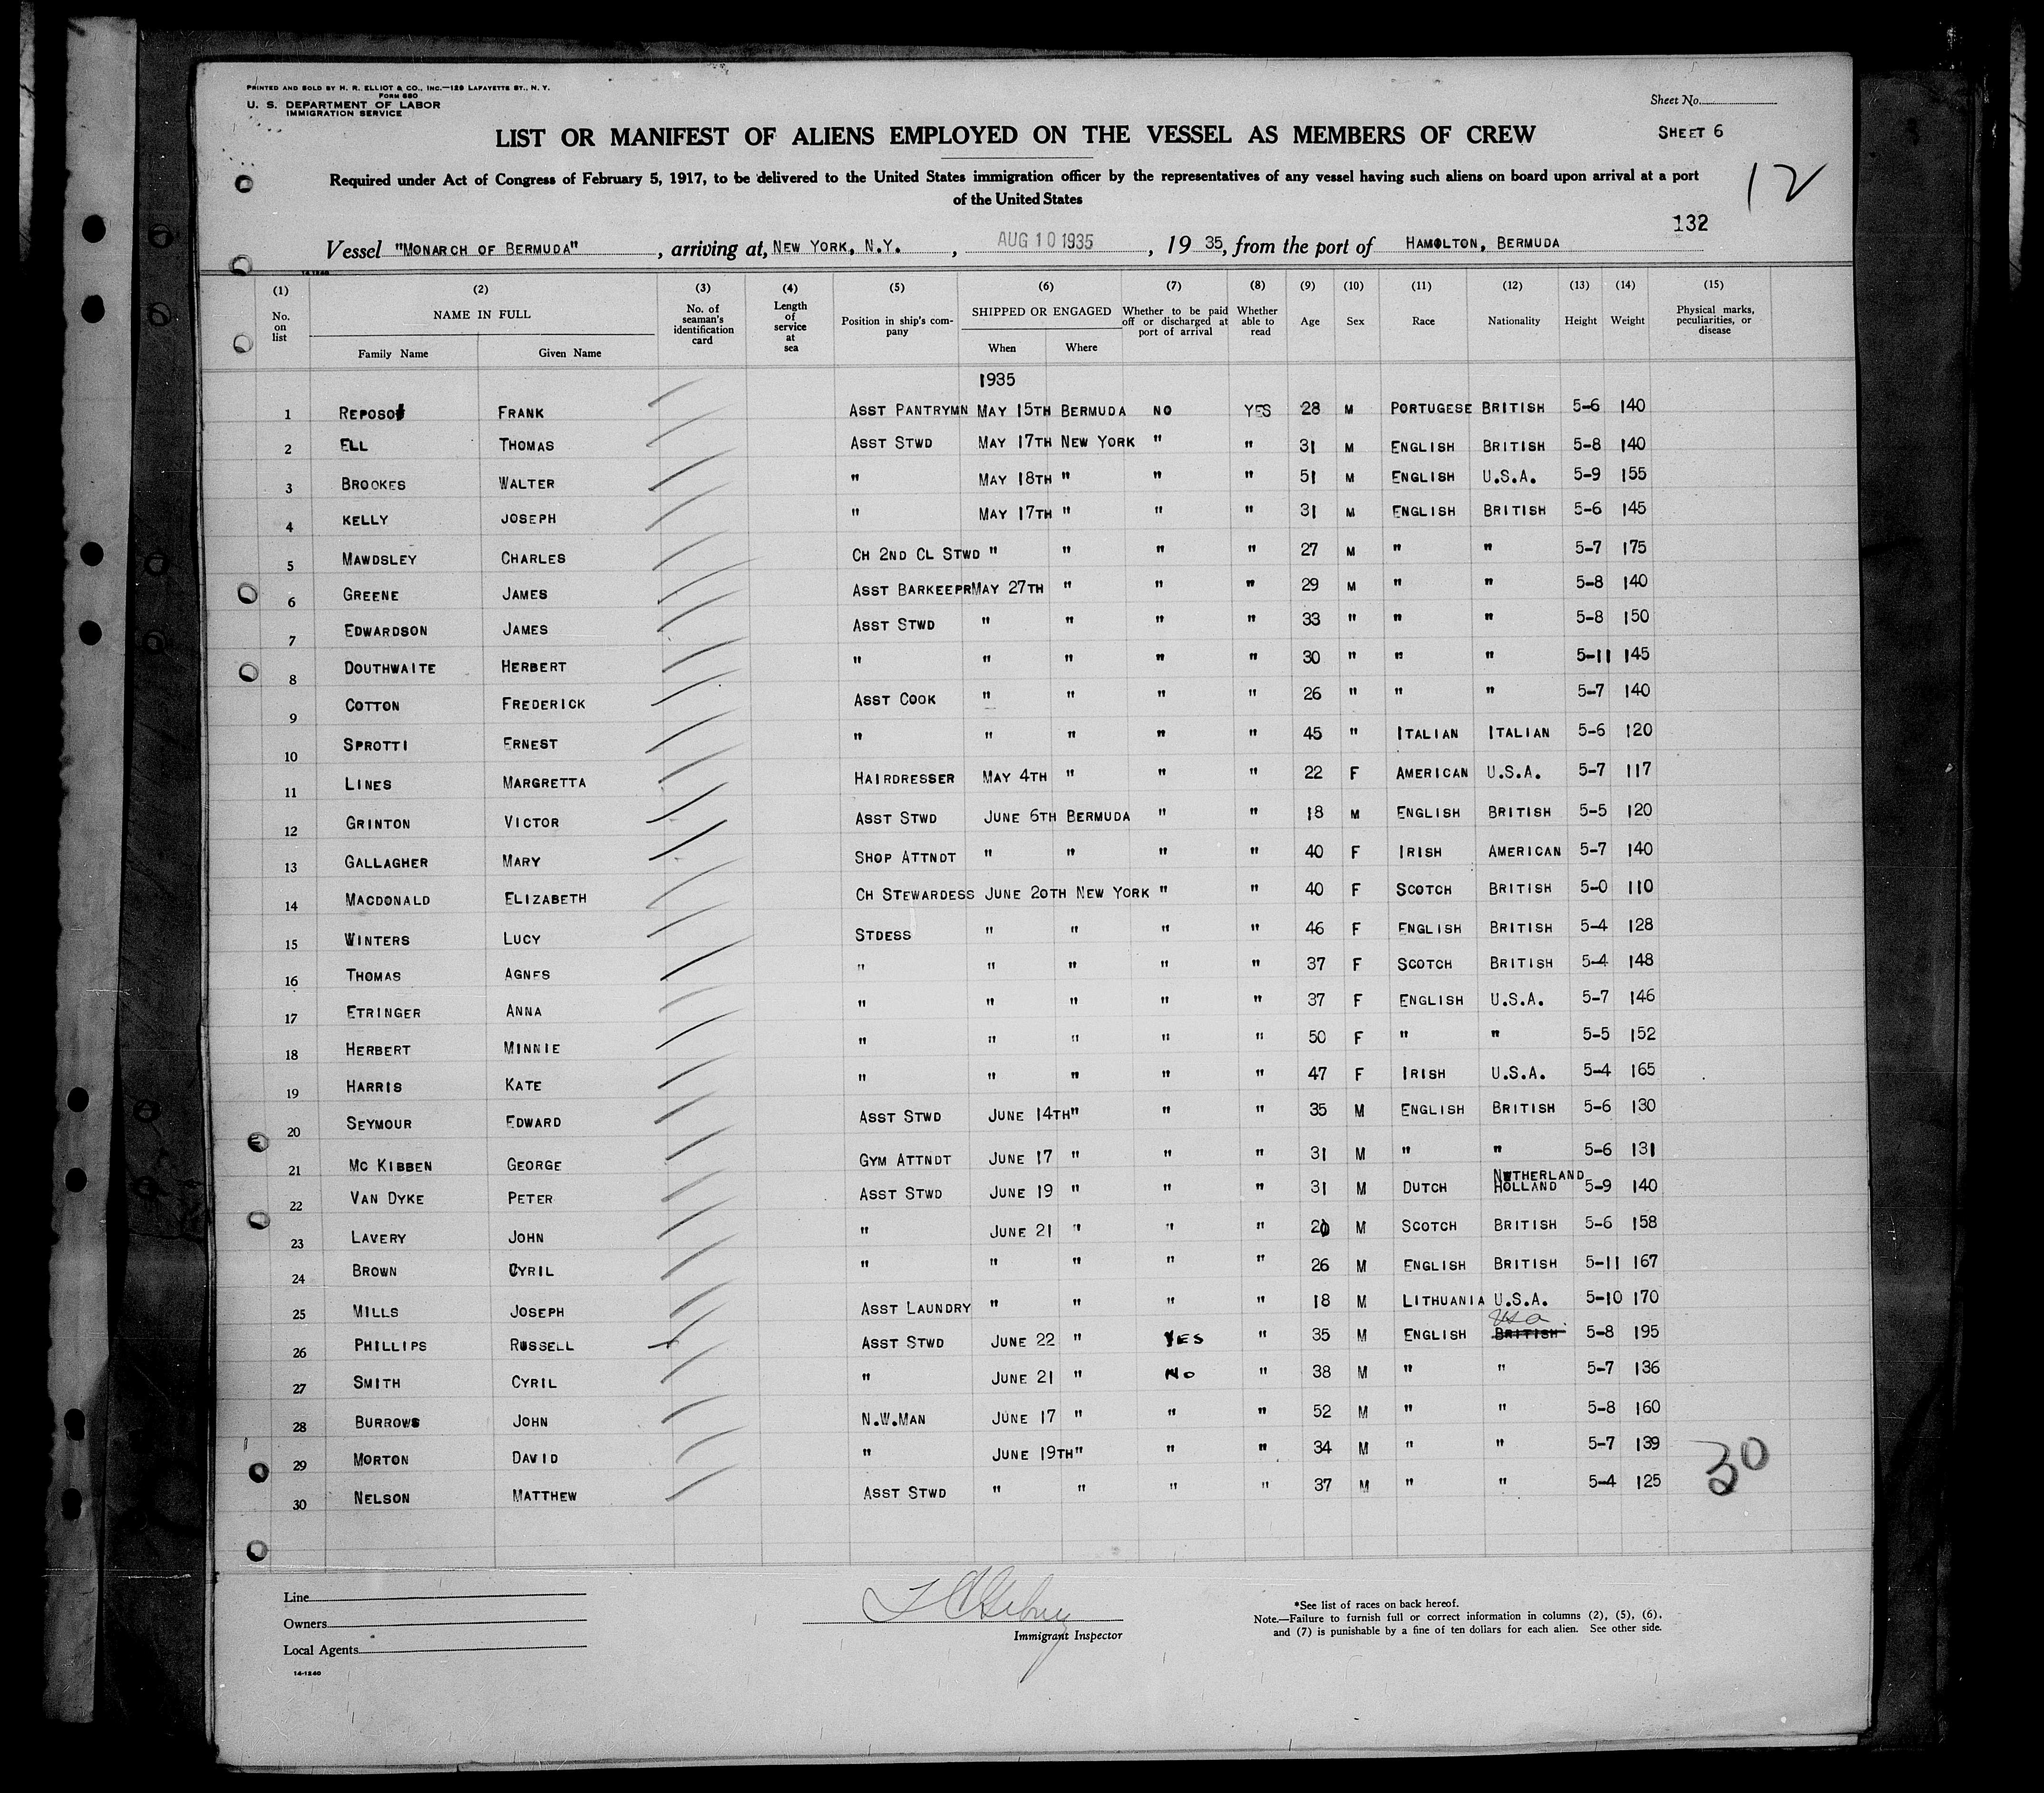 PRINTED AND SOLD BY H. R. ELLIOT & CO., INC.—129 LAFAYETTE ST., N. Y.
FORM 680
U. S. DEPARTMENT OF LABOR
IMMIGRATION SERVICE
Sheet No.
SHEET 6
LIST OR MANIFEST OF ALIENS EMPLOYED ON THE VESSEL AS MEMBERS OF CREW
12
Required under Act of Congress of February 5, 1917, to be delivered to the United States immigration officer by the representatives of any vessel having such aliens on board upon arrival at a port
of the United States
132
Vessel "MONARCH OF BERMUDA", arriving at, NEW YORK, N.Y., AUG 10 1935, 19 35, from the port of HAMOLTON, BERMUDA
14-1240
(1) (2) (3) (4) (5) (6) (7) (8) (9) (10) (11) (12) (13) (14) (15)
No. on list NAME IN FULL Family Name Given Name No. of seaman's identification card Length of service at sea Position in ship's company SHIPPED OR ENGAGED When Where Whether to be paid off or discharged at port of arrival Whether able to read Age Sex Race Nationality Height Weight Physical marks, peculiarities, or disease
1935
1 REPOSO FRANK ASST PANTRYMN MAY 15TH BERMUDA NO YES 28 M PORTUGESE BRITISH 5-6 140
2 ELL THOMAS ASST STWD MAY 17TH NEW YORK " " 31 M ENGLISH BRITISH 5-8 140
3 BROOKES WALTER " MAY 18TH " " " 51 M ENGLISH U.S.A. 5-9 155
4 KELLY JOSEPH " MAY 17TH " " " 31 M ENGLISH BRITISH 5-6 145
5 MAWDSLEY CHARLES CH 2ND CL STWD " " " " 27 M " " 5-7 175
6 GREENE JAMES ASST BARKEEPR MAY 27TH " " " 29 M " " 5-8 140
7 EDWARDSON JAMES ASST STWD " " " " 33 " " " 5-8 150
8 DOUTHWAITE HERBERT " " " " " 30 " " " 5-11 145
9 COTTON FREDERICK ASST COOK " " " " 26 " " " 5-7 140
10 SPROTTI ERNEST " " " " " 45 " ITALIAN ITALIAN 5-6 120
11 LINES MARGRETTA HAIRDRESSER MAY 4TH " " " 22 F AMERICAN U.S.A. 5-7 117
12 GRINTON VICTOR ASST STWD JUNE 6TH BERMUDA " " 18 M ENGLISH BRITISH 5-5 120
13 GALLAGHER MARY SHOP ATTNDT " " " " 40 F IRISH AMERICAN 5-7 140
14 MACDONALD ELIZABETH CH STEWARDESS JUNE 20TH NEW YORK " " 40 F SCOTCH BRITISH 5-0 110
15 WINTERS LUCY STDESS " " " " 46 F ENGLISH BRITISH 5-4 128
16 THOMAS AGNES " " " " " 37 F SCOTCH BRITISH 5-4 148
17 ETRINGER ANNA " " " " " 37 F ENGLISH U.S.A. 5-7 146
18 HERBERT MINNIE " " " " " 50 F " " 5-5 152
19 HARRIS KATE " " " " " 47 F IRISH U.S.A. 5-4 165
20 SEYMOUR EDWARD ASST STWD JUNE 14TH " " " 35 M ENGLISH BRITISH 5-6 130
21 MC KIBBEN GEORGE GYM ATTNDT JUNE 17 " " " 31 M " " 5-6 131
22 VAN DYKE PETER ASST STWD JUNE 19 " " " 31 M DUTCH NETHERLAND HOLLAND 5-9 140
23 LAVERY JOHN " JUNE 21 " " " M SCOTCH BRITISH 5-6 158
24 BROWN CYRIL " " " " " 26 M ENGLISH BRITISH 5-11 167
25 MILLS JOSEPH ASST LAUNDRY " " " " 18 M LITHUANIA U.S.A. 5-10 170
26 PHILLIPS RUSSELL ASST STWD JUNE 22 " YES " 35 M ENGLISH BRITISH USA 5-8 195
27 SMITH CYRIL " JUNE 21 " NO " 38 M " " 5-7 136
28 BURROWS JOHN N.W.MAN JUNE 17 " " " 52 M " " 5-8 160
29 MORTON DAVID " JUNE 19TH " " " 34 M " " 5-7 139
30 NELSON MATTHEW ASST STWD " " " " 37 M " " 5-4 125
30
Line
Owners
Local Agents
14-1240
Immigrant Inspector
*See list of races on back hereof.
Note.—Failure to furnish full or correct information in columns (2), (5), (6),
and (7) is punishable by a fine of ten dollars for each alien. See other side.